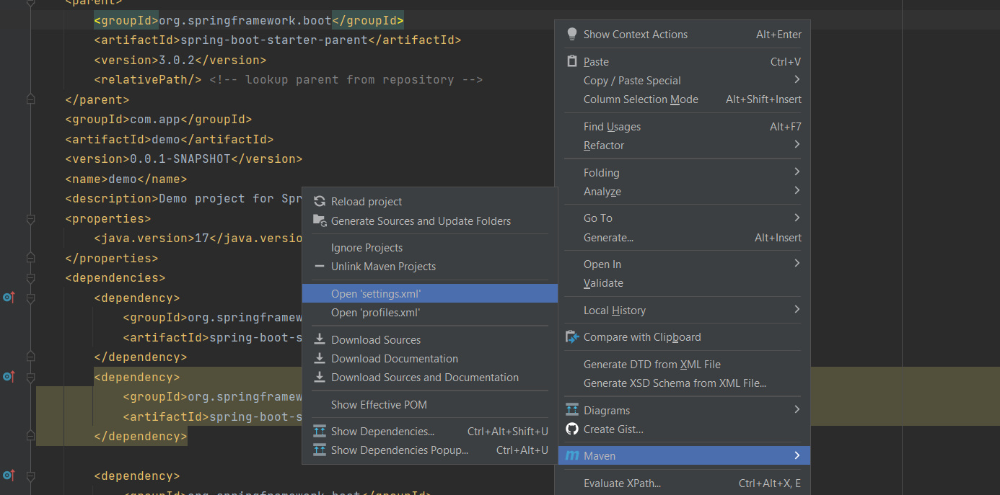 <parent>
<groupId>org.springframework.boot</groupId>
<artifactId>spring-boot-starter-parent</artifactId>
<version>3.0.2</version>
<relativePath/> <!-- lookup parent from repository -->
</parent>
<groupId>com.app</groupId>
<artifactId>demo</artifactId>
<version>0.0.1-SNAPSHOT</version>
<name>demo</name>
<description>Demo project for Spr
<properties>
<java.version>17</java.versio
</properties>
<dependencies>
<dependency>
<groupId>org.springframew
<artifactId>spring-boot-s
</dependency>
<dependency>
<groupId>org.springframew
<artifactId>spring-boot-s
</dependency>
<dependency>
<groupId>org.springframework.boot</groupId>
Reload project
Generate Sources and Update Folders
Ignore Projects
Unlink Maven Projects
Open 'settings.xml'
Open 'profiles.xml'
Download Sources
Download Documentation
Download Sources and Documentation
Show Effective POM
Show Dependencies... Ctrl+Alt+Shift+U
Show Dependencies Popup... Ctrl+Alt+U
Show Context Actions Alt+Enter
Paste Ctrl+V
Copy / Paste Special
Column Selection Mode Alt+Shift+Insert
Find Usages Alt+F7
Refactor
Folding
Analyze
Go To
Generate... Alt+Insert
Open In
Validate
Local History
Compare with Clipboard
Generate DTD from XML File
Generate XSD Schema from XML File...
Diagrams
Create Gist...
Maven
Evaluate XPath... Ctrl+Alt+X, E